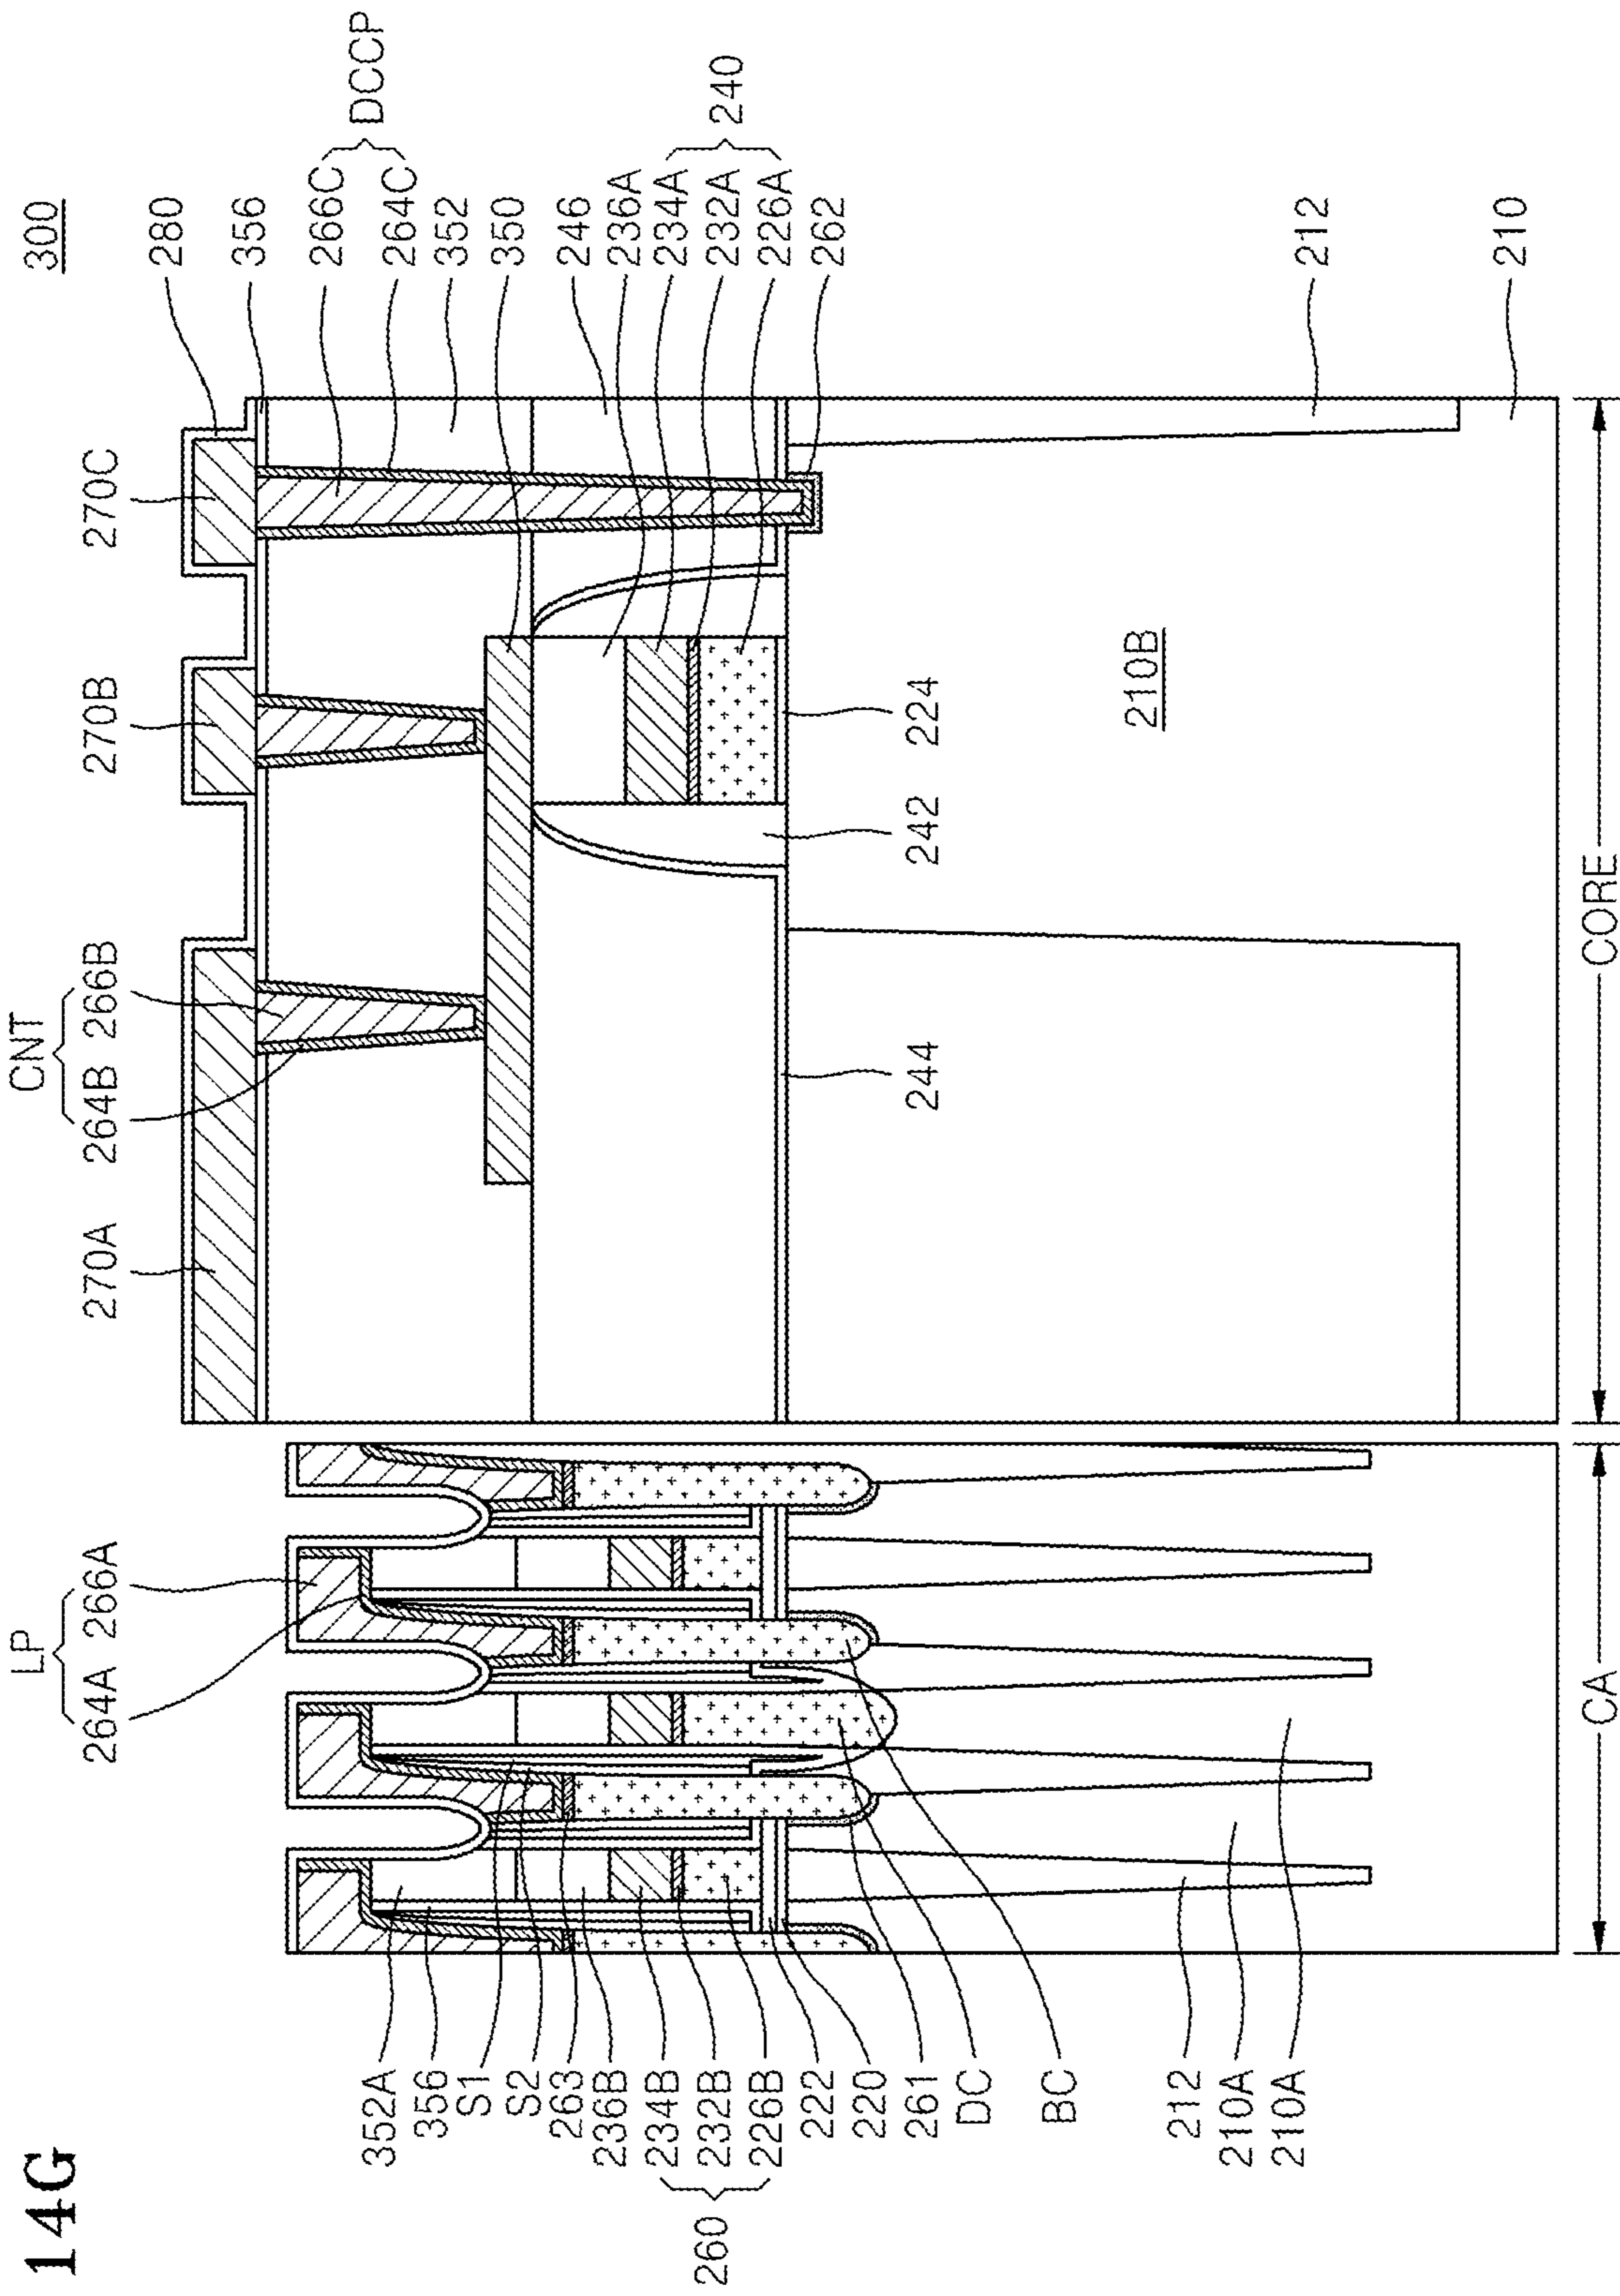 14G
300
LP
264A 266A
CNT
264B 266B
270A
270B
270C
280
356
266C
264C
DCCP
352
350
246
236A
234A
232A
226A
240
262
212
210
352A
356
S1
S2
263
236B
234B
232B
226B
260
222
220
261
DC
BC
212
210A
210A
244
242
224
210B
CA
CORE